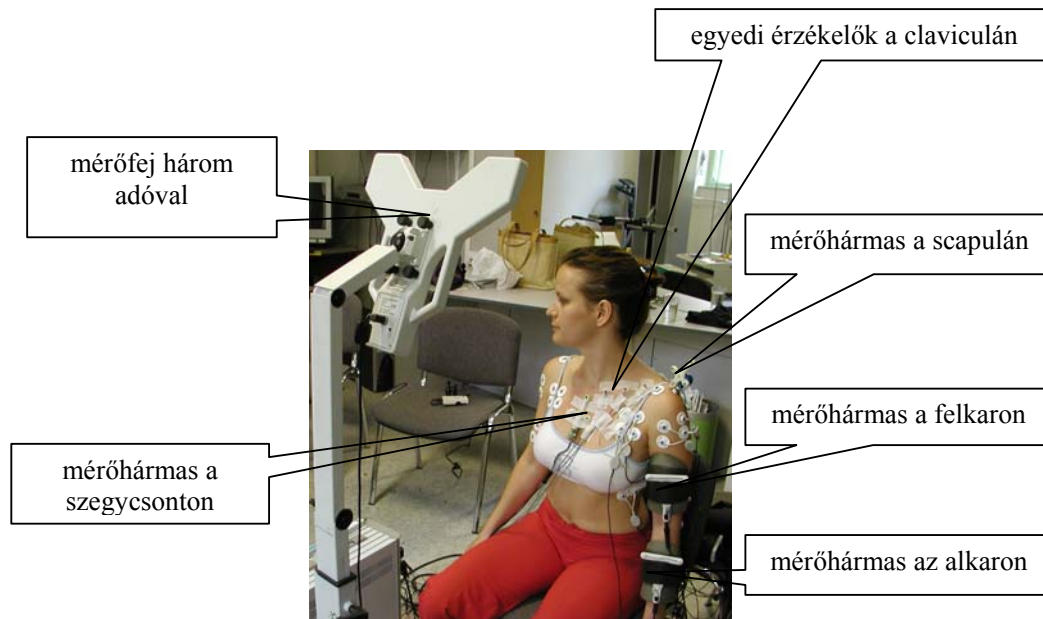 egyedi érzékelők a claviculán
mérőfej három
adóval
mérőhármas a scapulán
mérőhármas a felkaron
mérőhármas a
szegycsonton
mérőhármas az alkaron